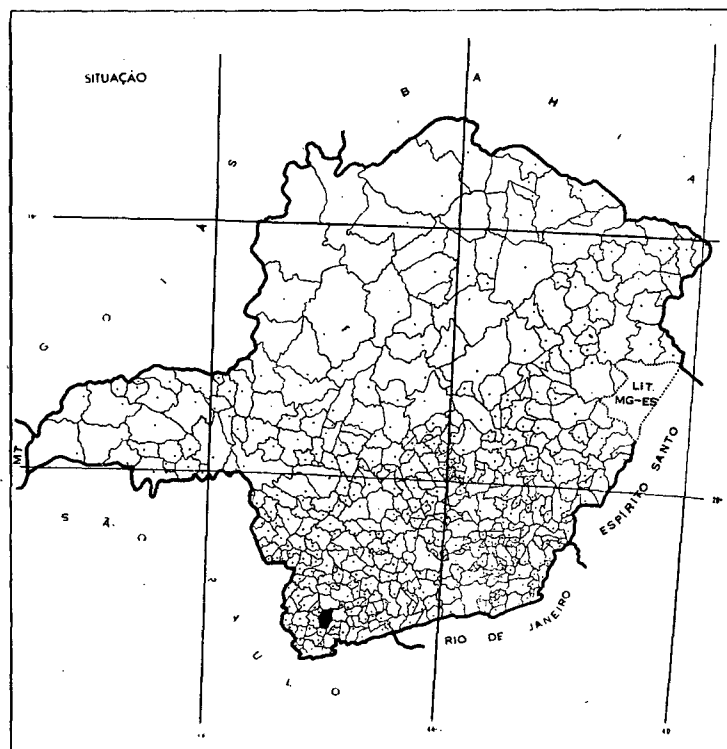 SITUAÇÃO
B A H I A
G O I A S
MT
LIT.
MG-ES
ESPÍRITO SANTO
RIO DE JANEIRO
S Ã O
U L O